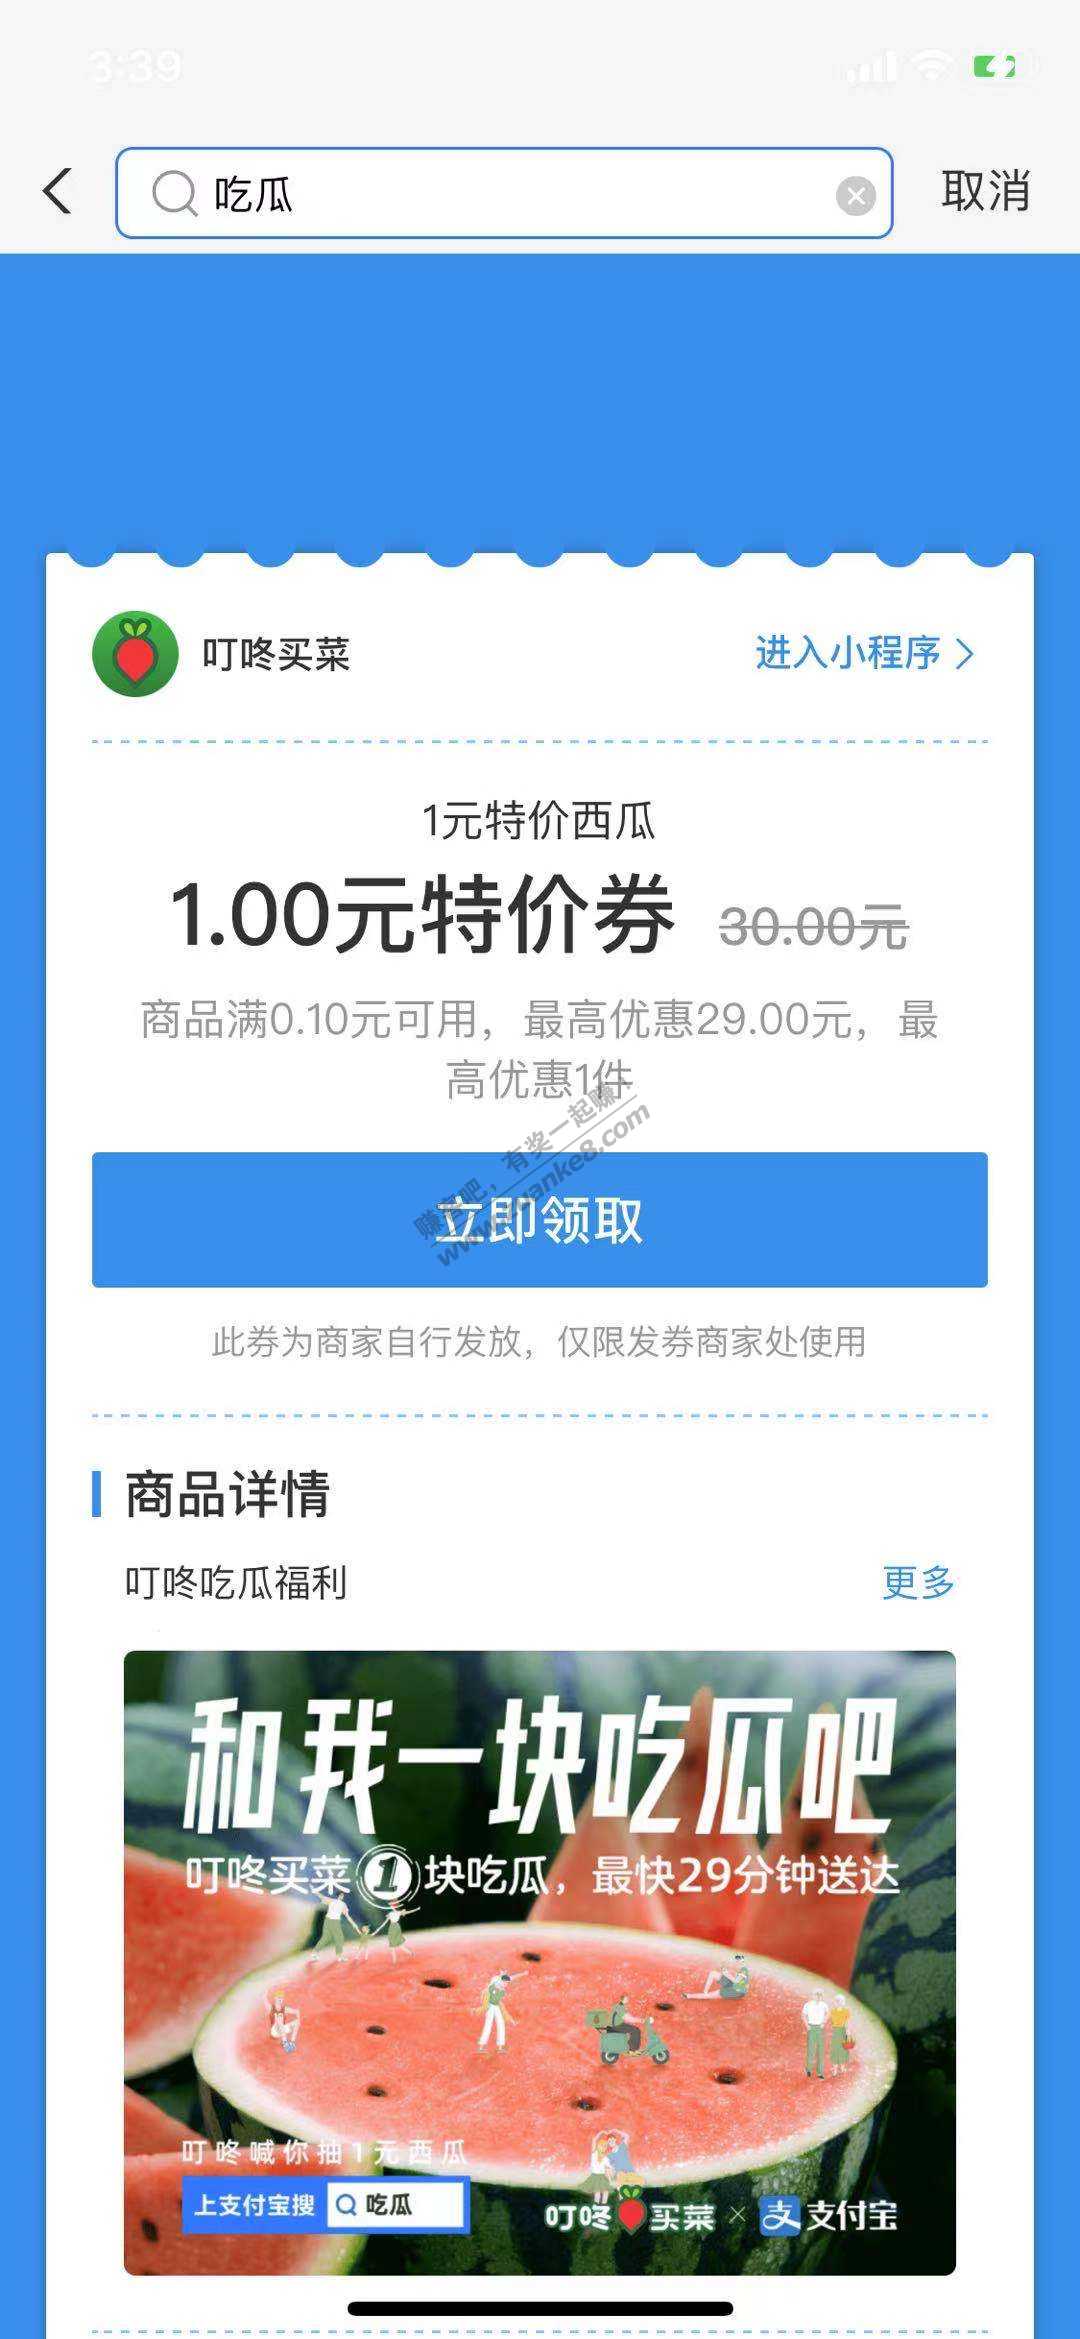 3:39
吃瓜
取消
叮咚买菜
进入小程序
1元特价西瓜
1.00元特价券 30.00元
商品满0.10元可用，最高优惠29.00元，最
高优惠1件
赚客吧，有奖一起赚！
www.zuanke8.com
立即领取
此券为商家自行发放，仅限发券商家处使用
商品详情
叮咚吃瓜福利
更多
和我一块吃瓜吧
叮咚买菜1块吃瓜，最快29分钟送达
叮咚喊你抽1元西瓜
上支付宝搜 吃瓜
叮咚买菜 × 支 支付宝